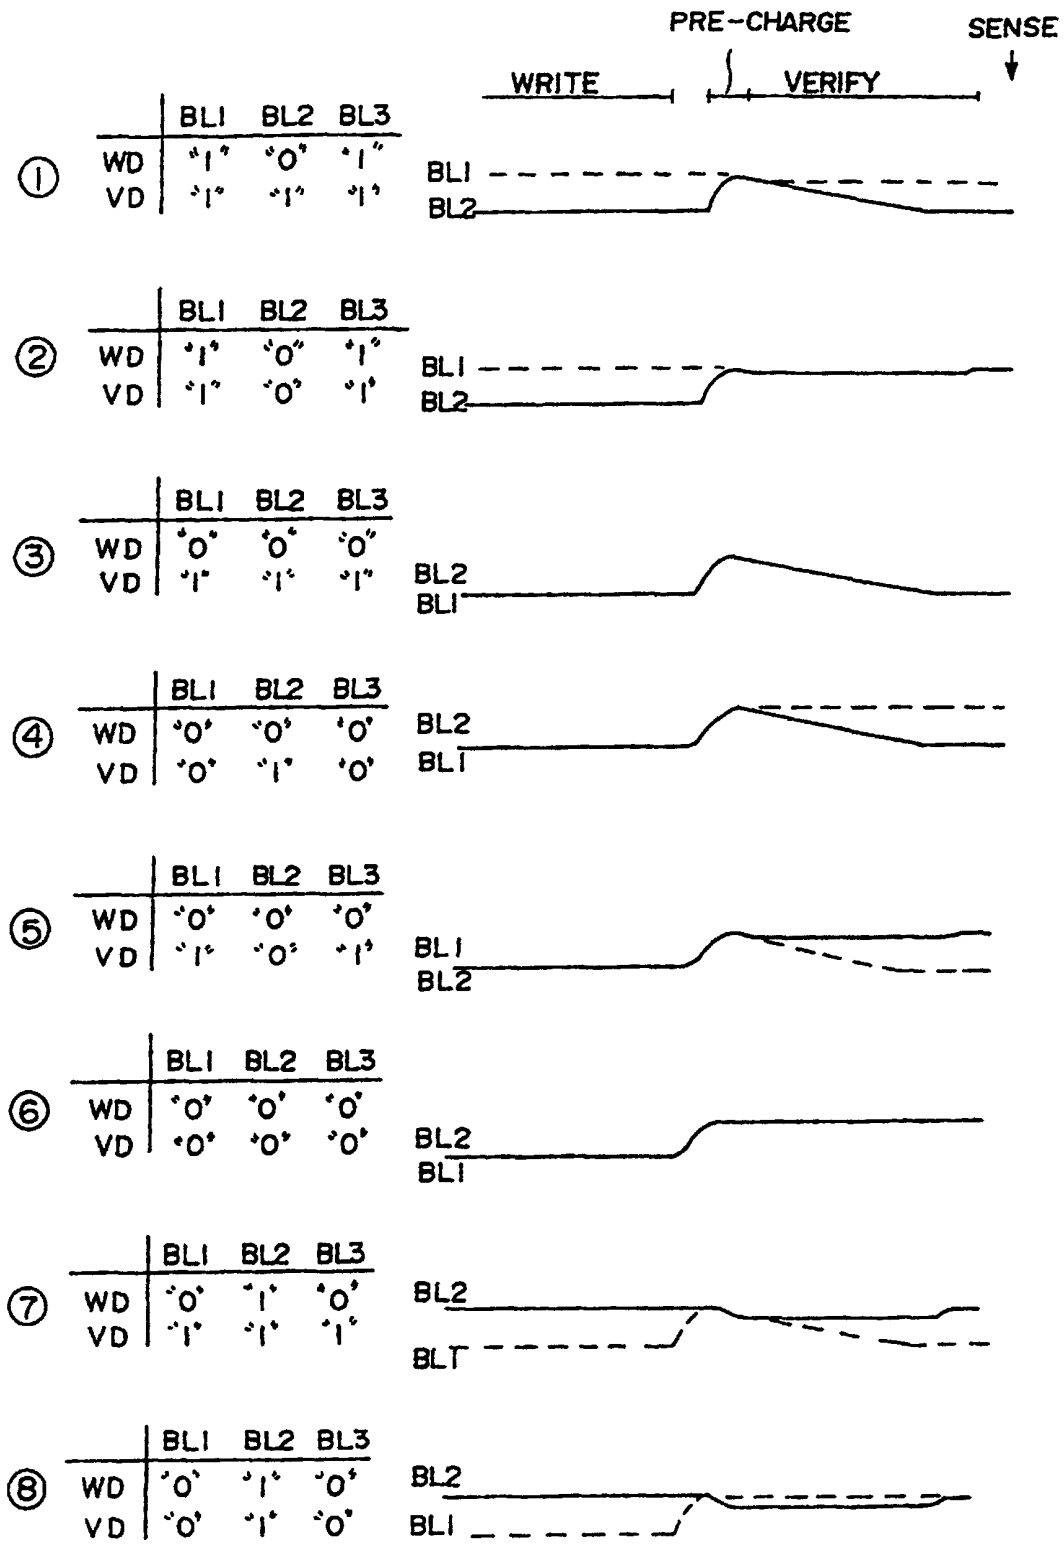 PRE-CHARGE
SENSE
WRITE
VERIFY
BL1 BL2 BL3
① WD "1" "0" "1"
VD "1" "1" "1"
BL1
BL2
BL1 BL2 BL3
② WD "1" "0" "1"
VD "1" "0" "1"
BL1
BL2
BL1 BL2 BL3
③ WD "0" "0" "0"
VD "1" "1" "1"
BL2
BL1
BL1 BL2 BL3
④ WD "0" "0" "0"
VD "0" "1" "0"
BL2
BL1
BL1 BL2 BL3
⑤ WD "0" "0" "0"
VD "1" "0" "1"
BL1
BL2
BL1 BL2 BL3
⑥ WD "0" "0" "0"
VD "0" "0" "0"
BL2
BL1
BL1 BL2 BL3
⑦ WD "0" "1" "0"
VD "1" "1" "1"
BL2
BL1
BL1 BL2 BL3
⑧ WD "0" "1" "0"
VD "0" "1" "0"
BL2
BL1